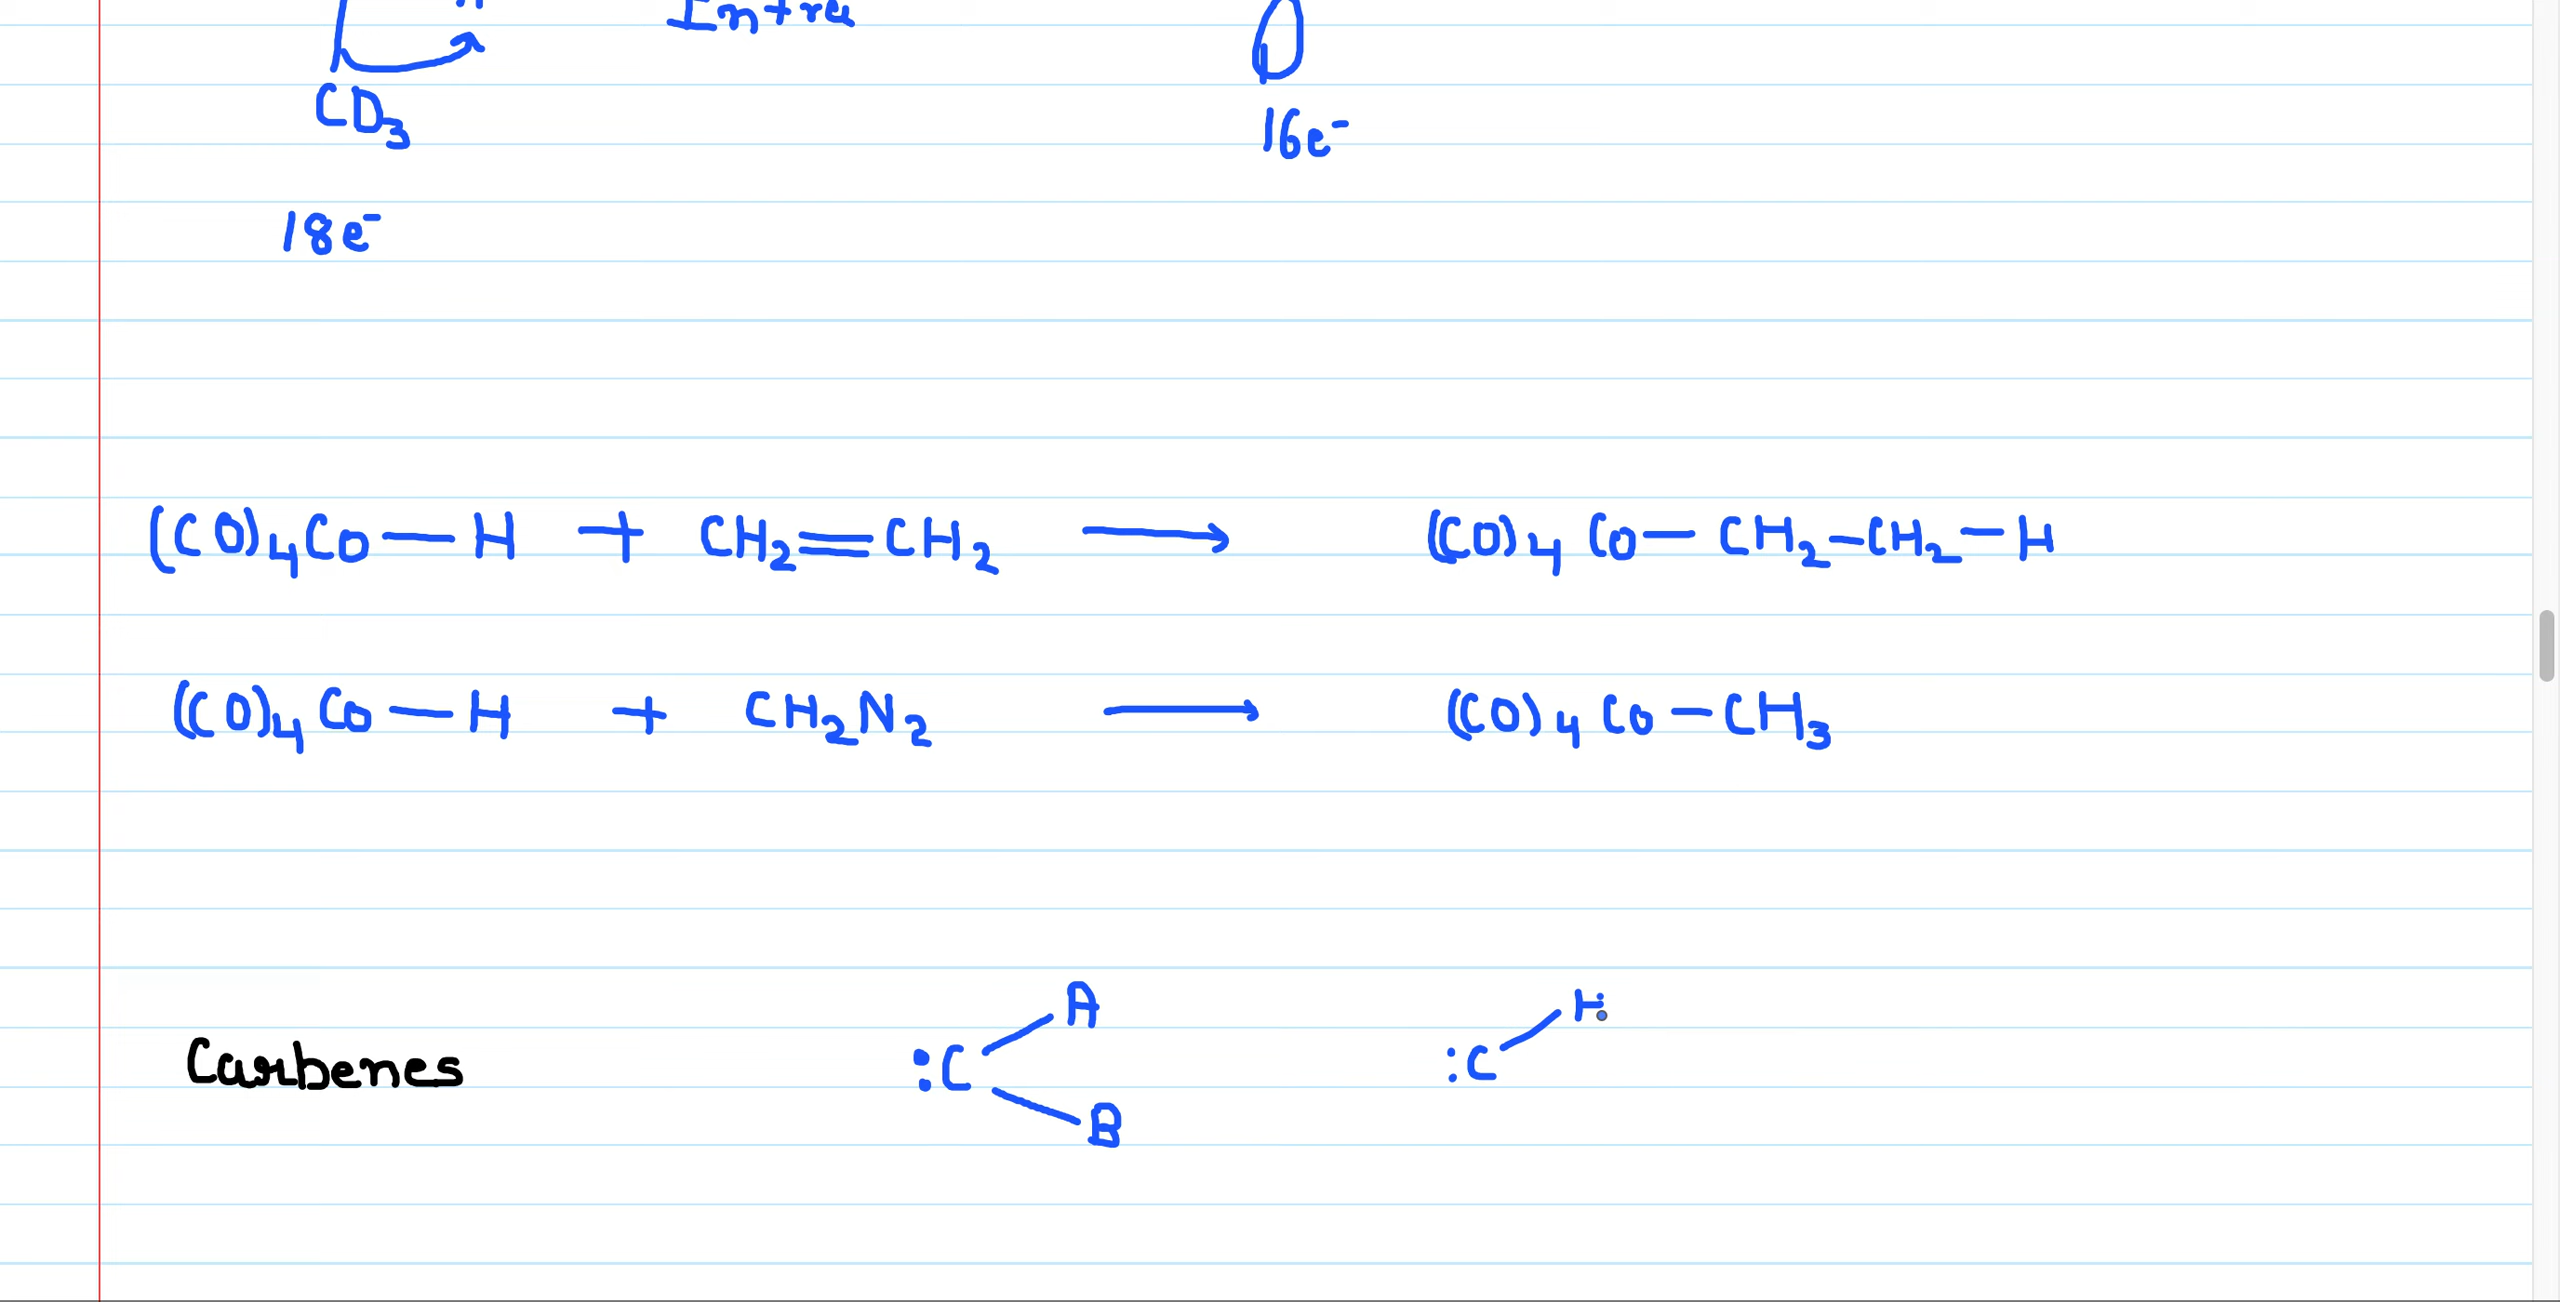 Intra
CD3
16e-
18e-
(CO)4Co—H + CH2=CH2 ⟶ (CO)4Co—CH2—CH2—H
(CO)4Co—H + CH2N2 ⟶ (CO)4Co—CH3
A
H
Carbenes :C :C
B